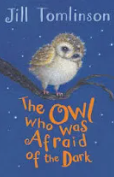 Jill Tomlinson
The Owl
who was
Afraid
of the Dark